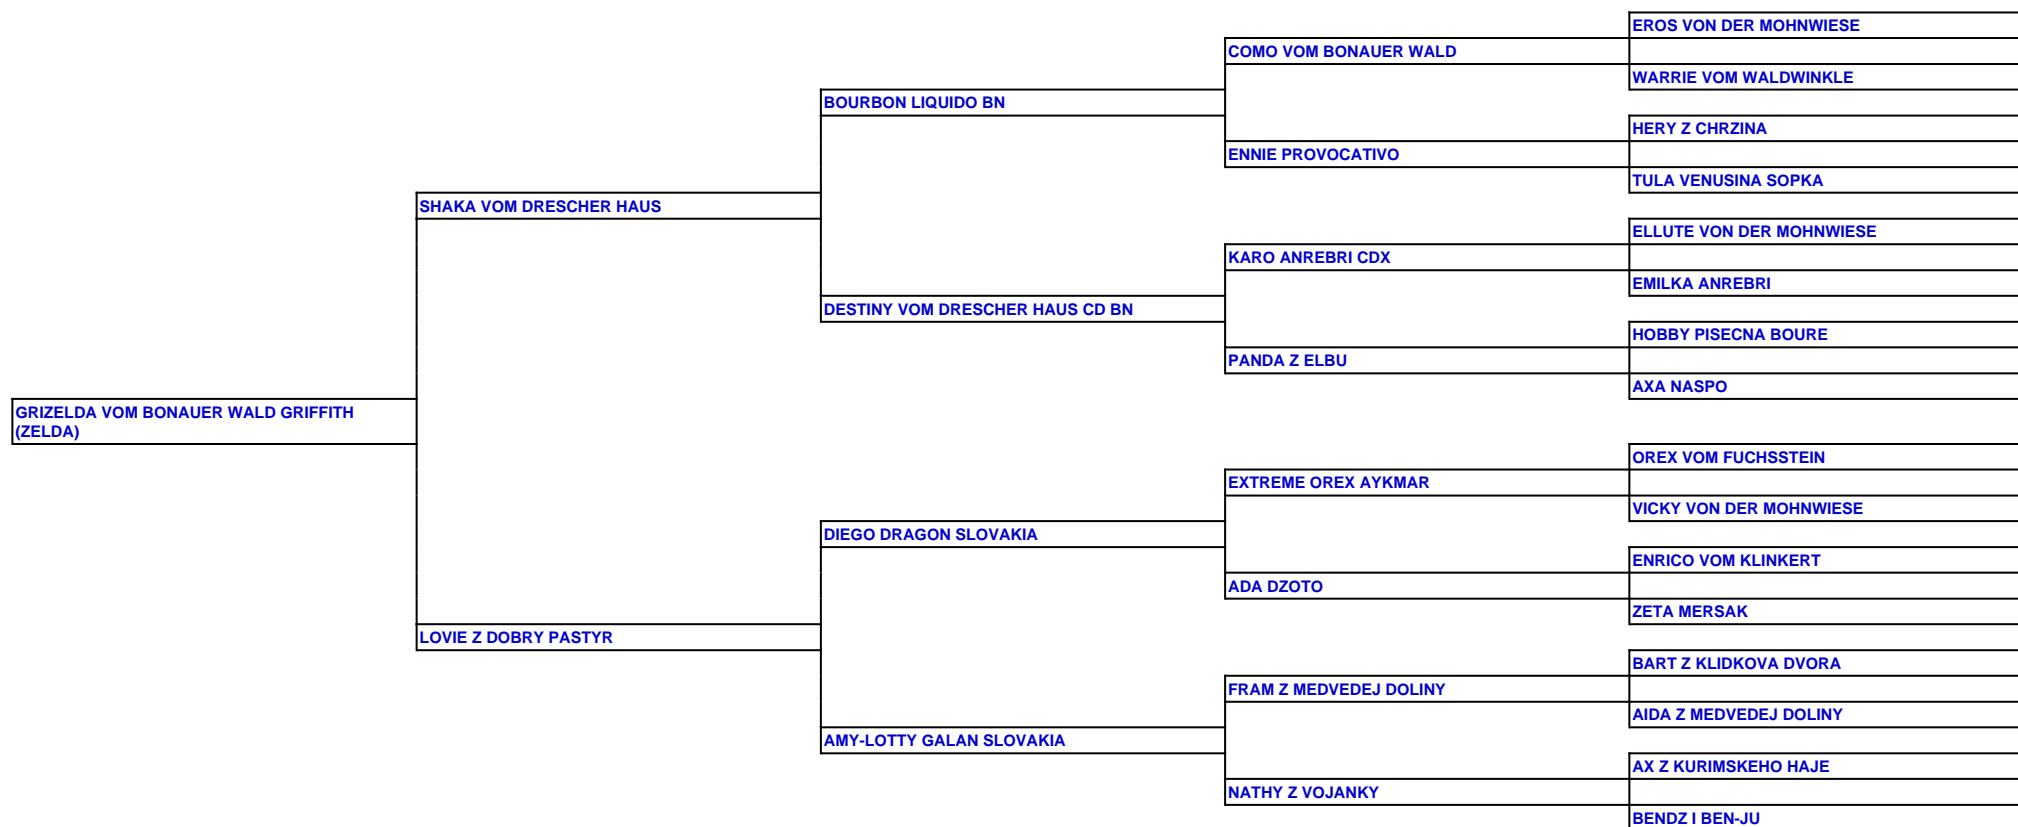 EROS VON DER MOHNWIESE
COMO VOM BONAUER WALD
WARRIE VOM WALDWINKLE
BOURBON LIQUIDO BN
HERY Z CHRZINA
ENNIE PROVOCATIVO
TULA VENUSINA SOPKA
SHAKA VOM DRESCHER HAUS
ELLUTE VON DER MOHNWIESE
KARO ANREBRI CDX
EMILKA ANREBRI
DESTINY VOM DRESCHER HAUS CD BN
HOBBY PISECNA BOURE
PANDA Z ELBU
AXA NASPO
GRIZELDA VOM BONAUER WALD GRIFFITH
(ZELDA)
OREX VOM FUCHSSTEIN
EXTREME OREX AYKMAR
VICKY VON DER MOHNWIESE
DIEGO DRAGON SLOVAKIA
ENRICO VOM KLINKERT
ADA DZOTO
ZETA MERSAK
LOVIE Z DOBRY PASTYR
BART Z KLIDKOVA DVORA
FRAM Z MEDVEDEJ DOLINY
AIDA Z MEDVEDEJ DOLINY
AMY-LOTTY GALAN SLOVAKIA
AX Z KURIMSKEHO HAJE
NATHY Z VOJANKY
BENDZ I BEN-JU